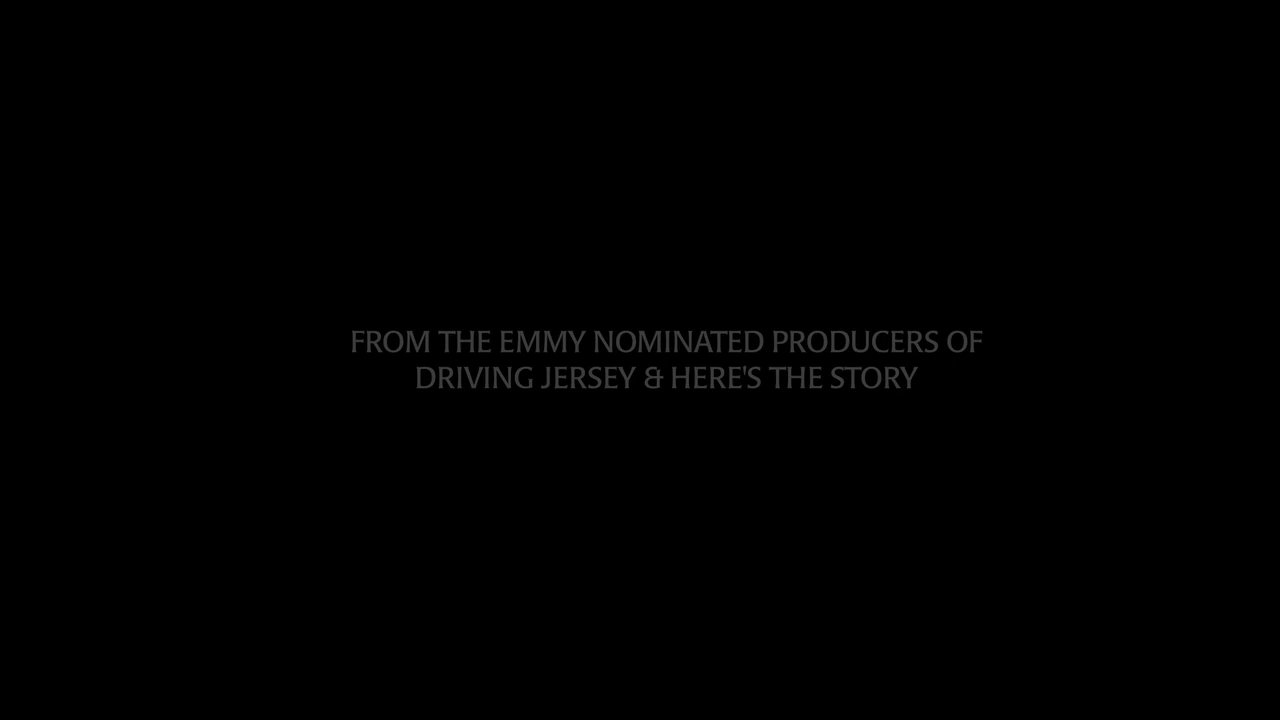 FROM THE EMMY NOMINATED PRODUCERS OF
DRIVING JERSEY & HERE'S THE STORY